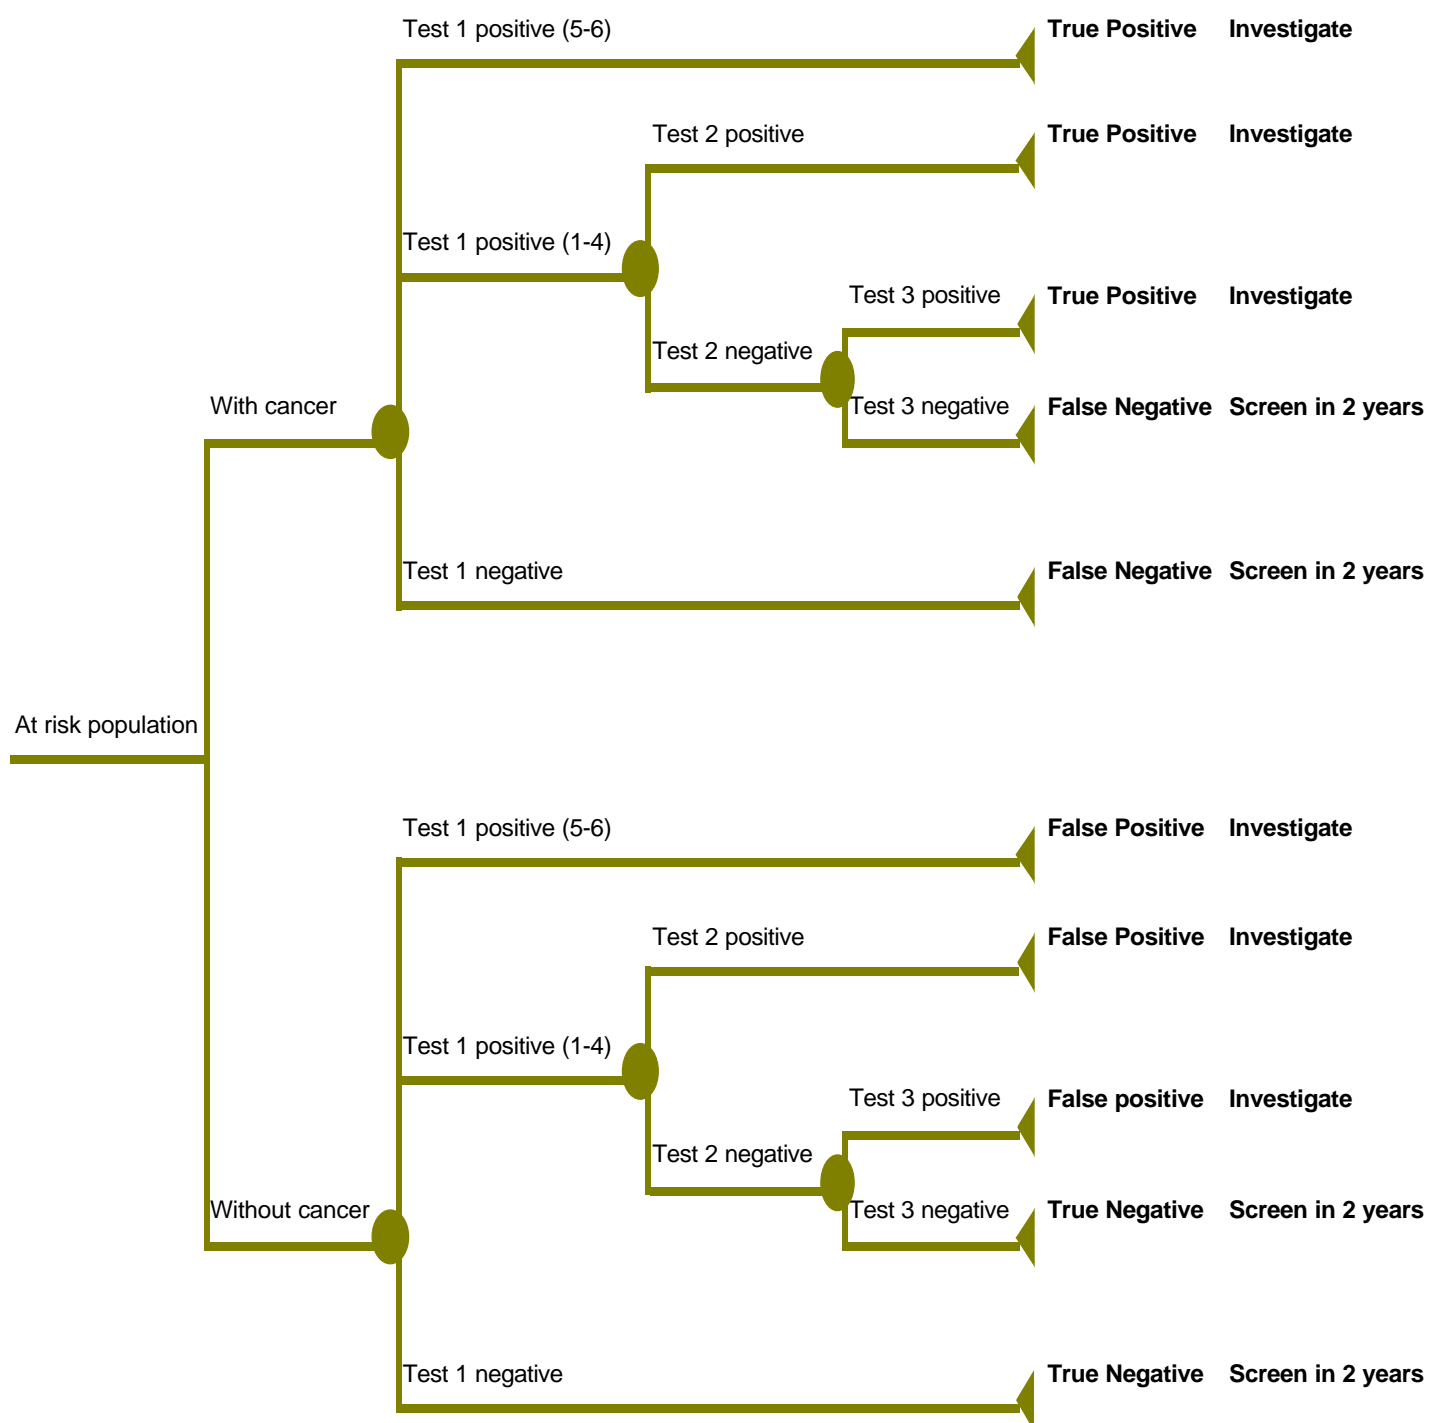 Test 1 positive (5-6) True Positive Investigate
Test 2 positive True Positive Investigate
Test 1 positive (1-4)
Test 3 positive True Positive Investigate
Test 2 negative
With cancer Test 3 negative False Negative Screen in 2 years
Test 1 negative False Negative Screen in 2 years
At risk population
Test 1 positive (5-6) False Positive Investigate
Test 2 positive False Positive Investigate
Test 1 positive (1-4)
Test 3 positive False positive Investigate
Test 2 negative
Without cancer Test 3 negative True Negative Screen in 2 years
Test 1 negative True Negative Screen in 2 years